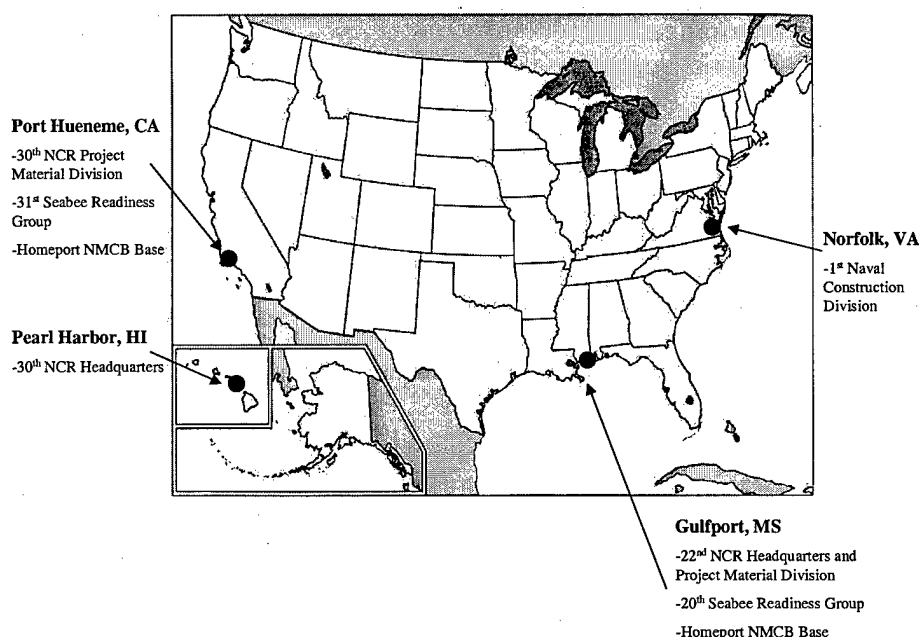 Port Hueneme, CA
-30th NCR Project
Material Division
-31st Seabee Readiness
Group
-Homeport NMCB Base
Pearl Harbor, HI
-30th NCR Headquarters
Norfolk, VA
-1st Naval
Construction
Division
Gulfport, MS
-22nd NCR Headquarters and
Project Material Division
-20th Seabee Readiness Group
-Homeport NMCB Base